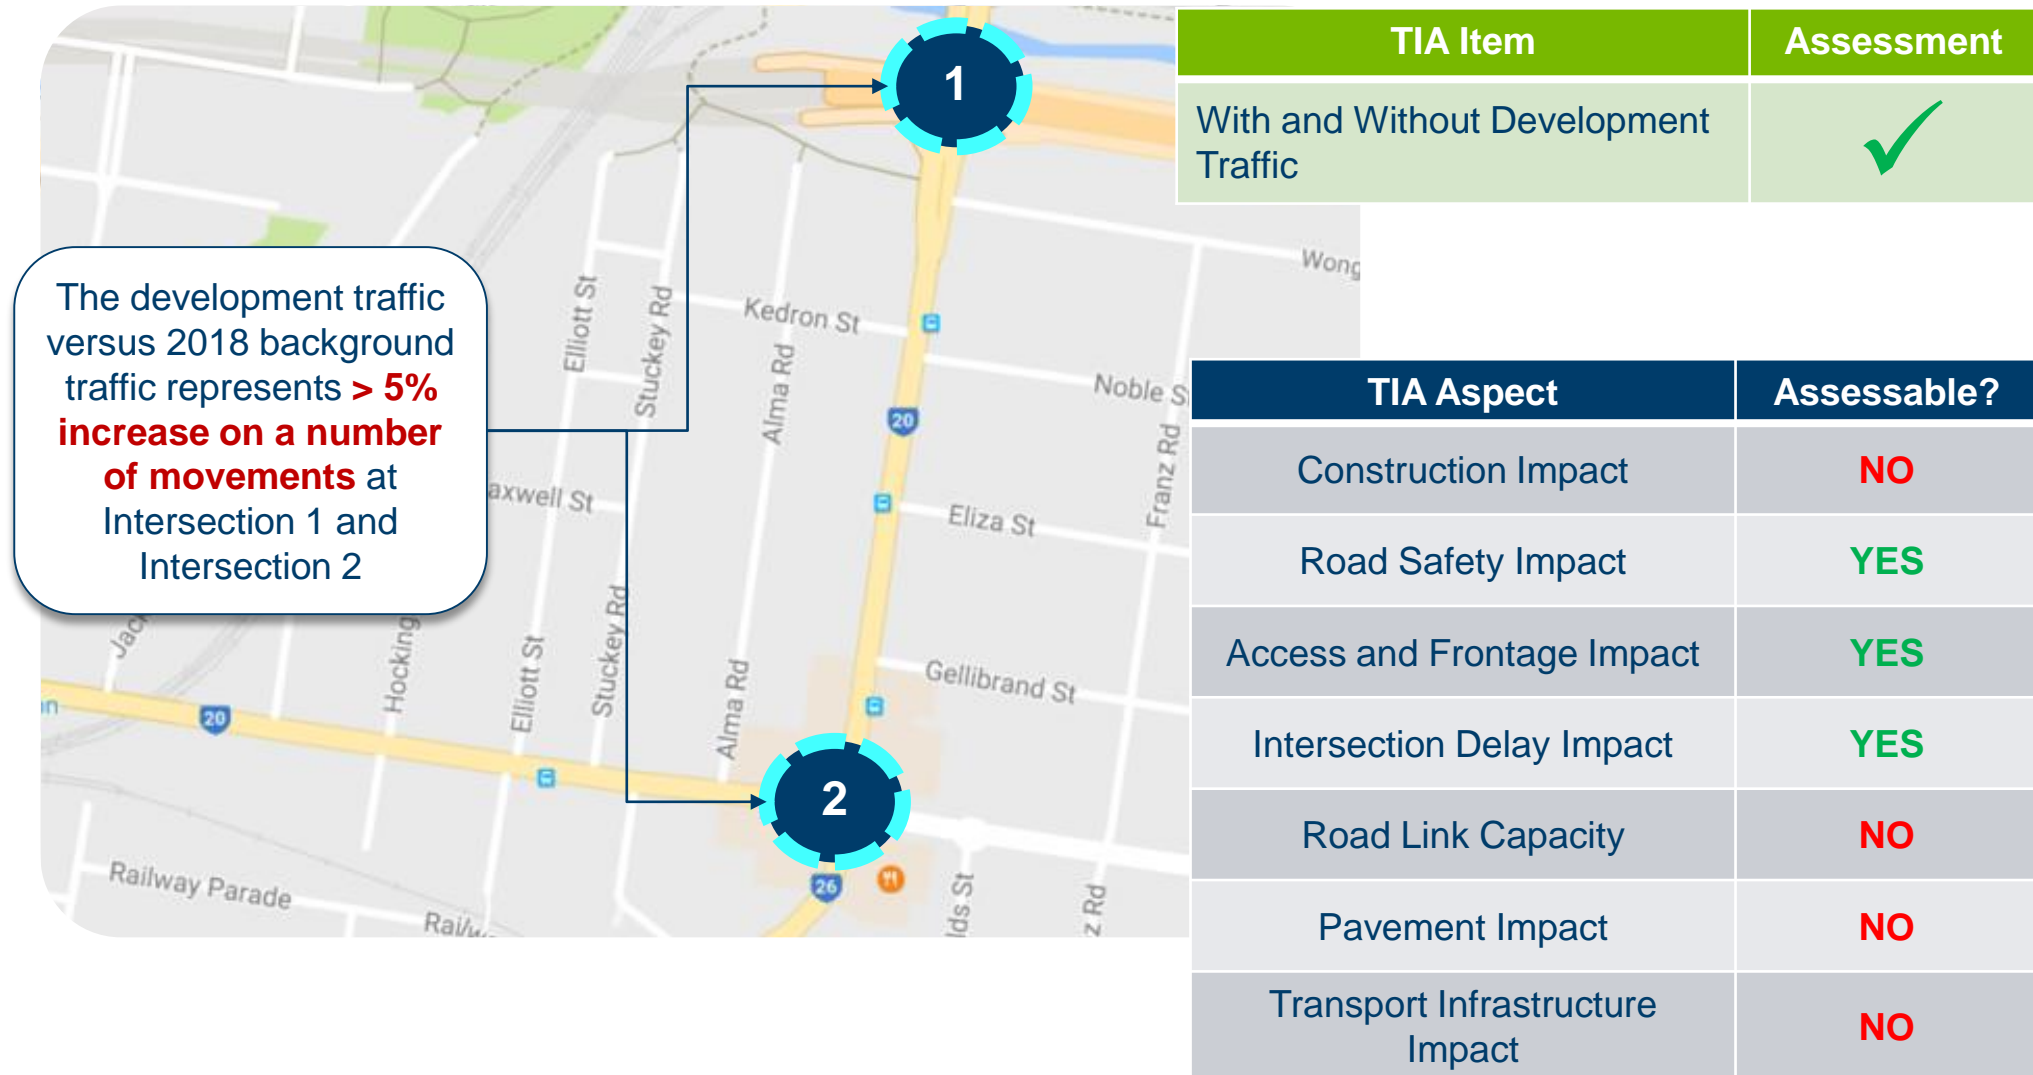 1
TIA Item
Assessment
With and Without Development
Traffic
The development traffic
versus 2018 background
traffic represents > 5%
increase on a number
of movements at
Intersection 1 and
Intersection 2
Elliott St
Stuckey Rd
Kedron St
Alma Rd
20
Noble
Franz Rd
axwell St
Eliza St
Hocking
Elliott St
Stuckey Rd
Alma Rd
Gellibrand St
20
2
26
Railway Parade
TIA Aspect
Assessable?
Construction Impact
NO
Road Safety Impact
YES
Access and Frontage Impact
YES
Intersection Delay Impact
YES
Road Link Capacity
NO
Pavement Impact
NO
Transport Infrastructure
Impact
NO
Wong
lds St
z Rd